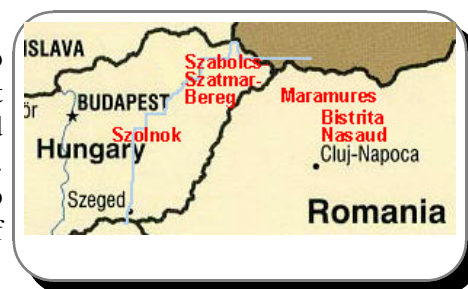 ISLAVA
Szabolcs
Szatmar-
Bereg
BUDAPEST
Maramures
Bistrita
Nasaud
Szolnok
Hungary
Cluj-Napoca
Szeged
Romania